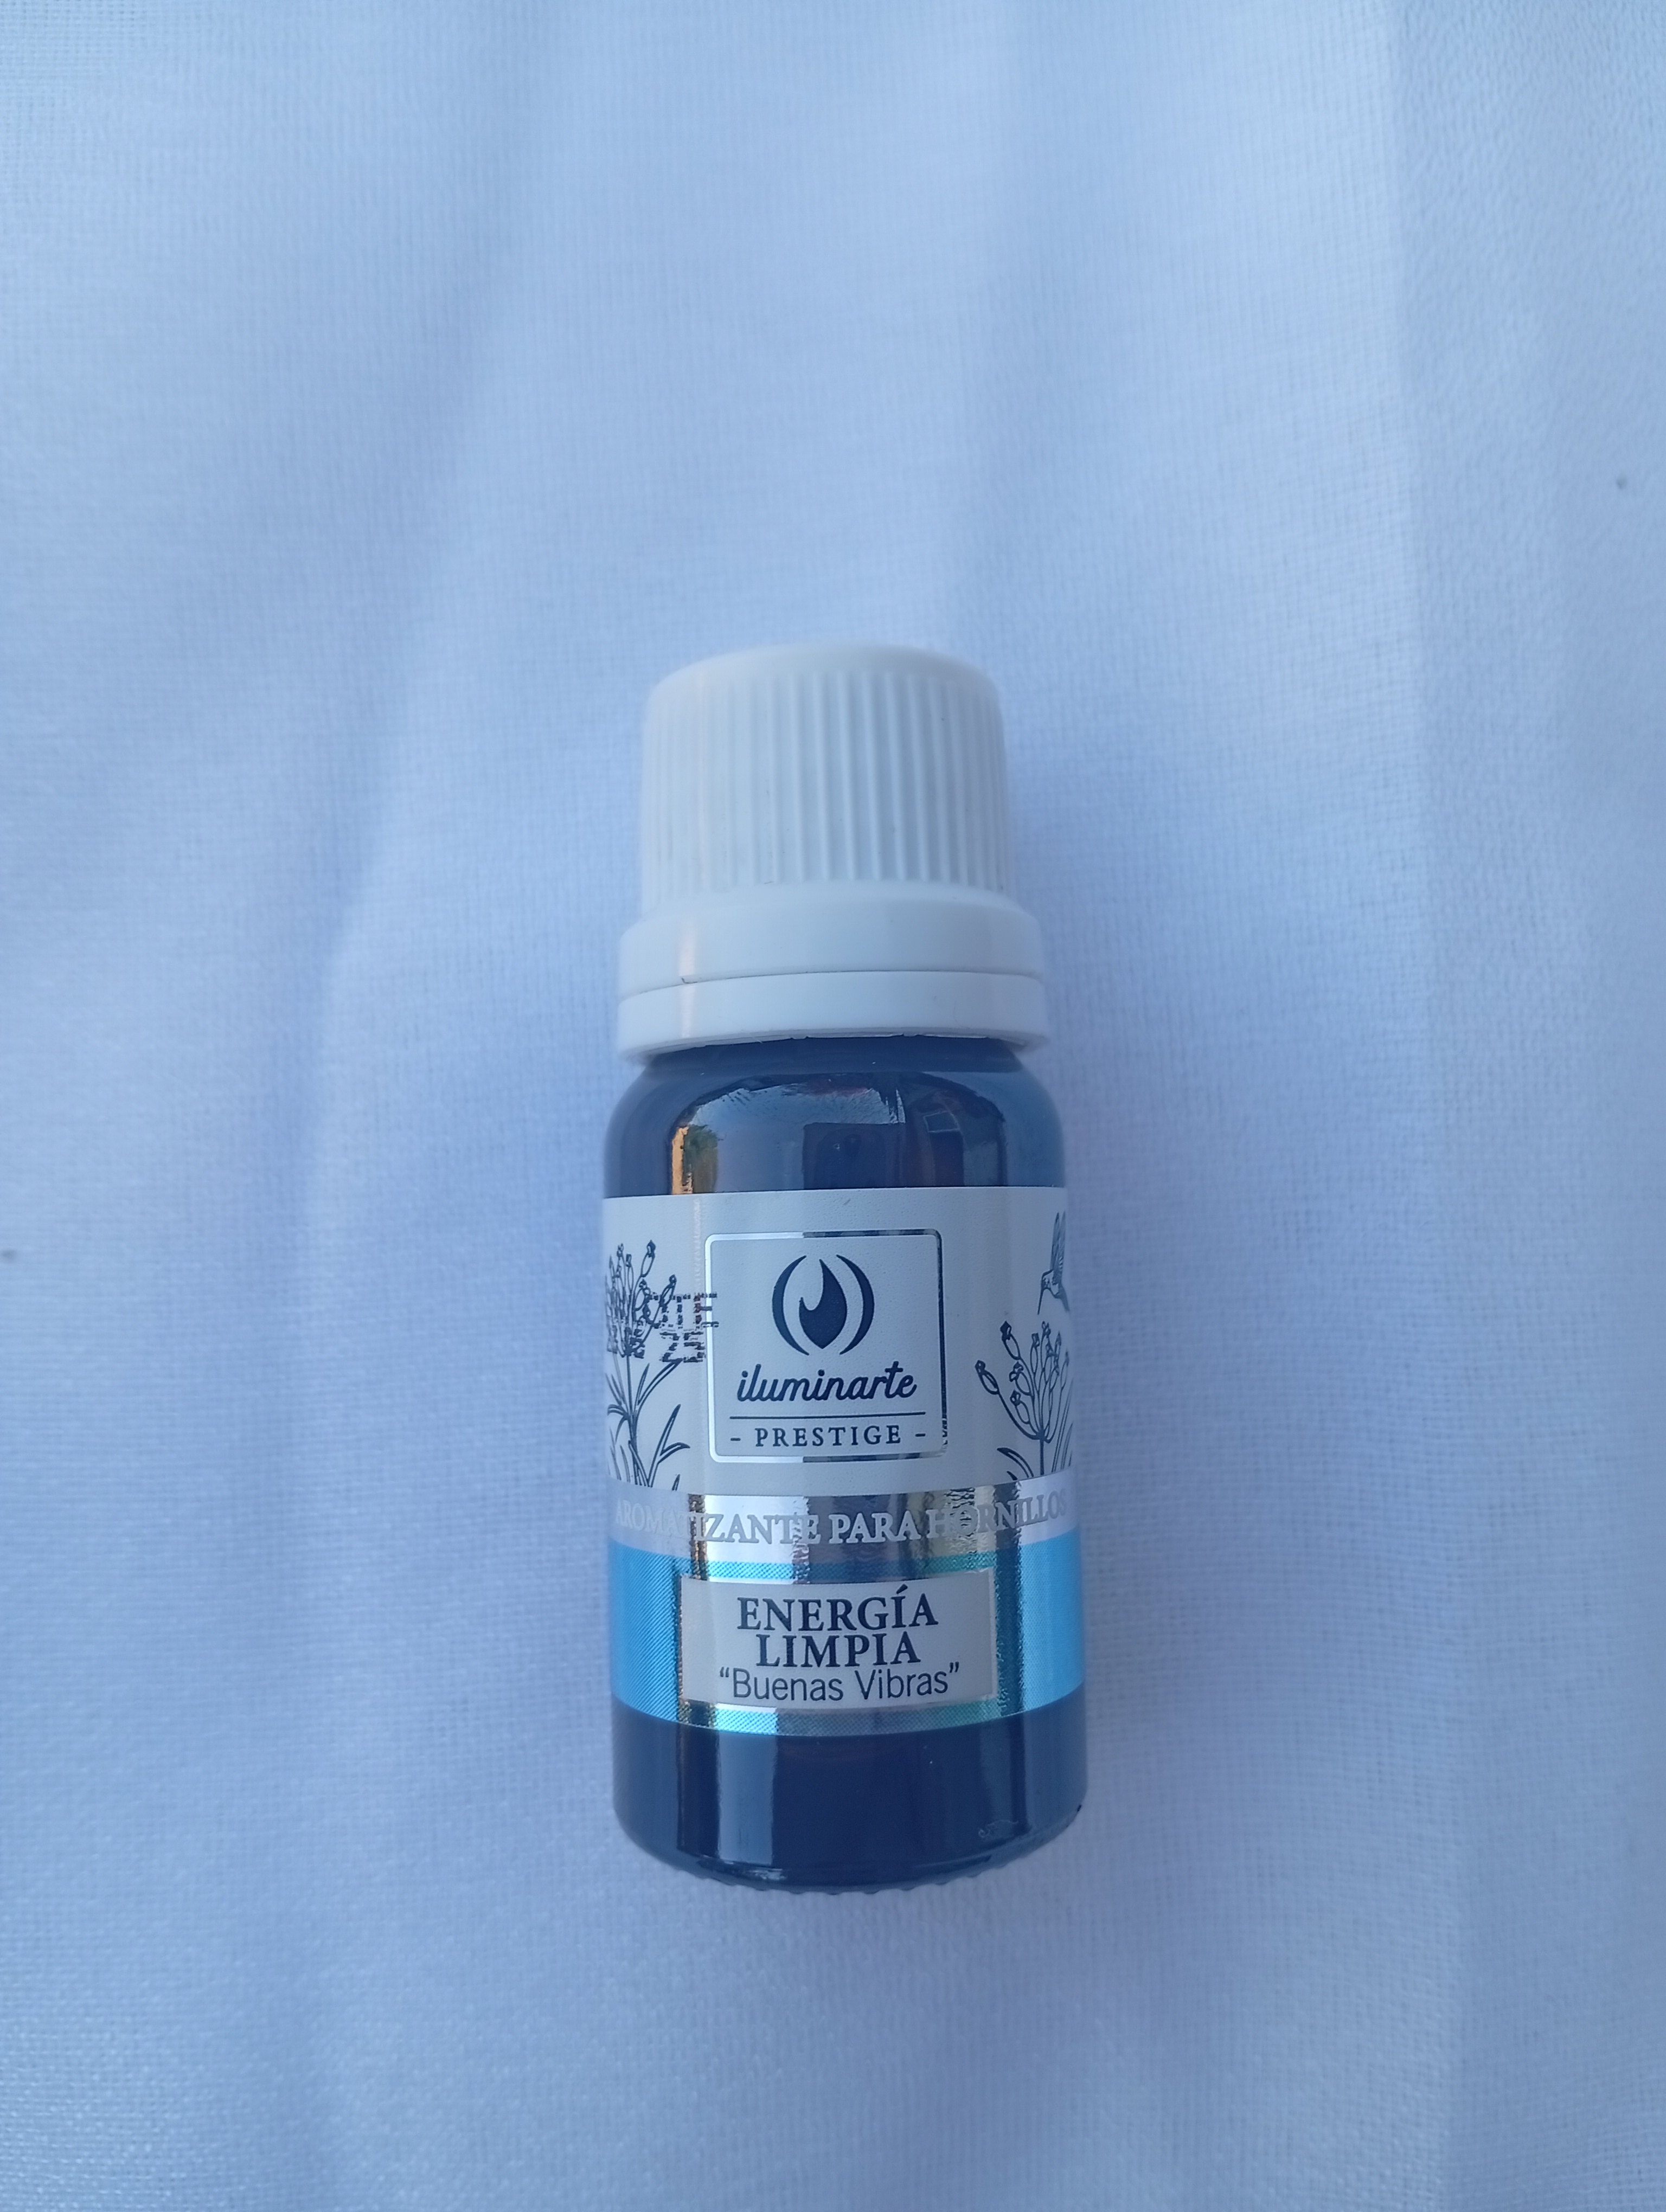 iluminarte
- PRESTIGE -
AROMATIZANTE PARA HORNILLOS
ENERGÍA
LIMPIA
“Buenas Vibras”